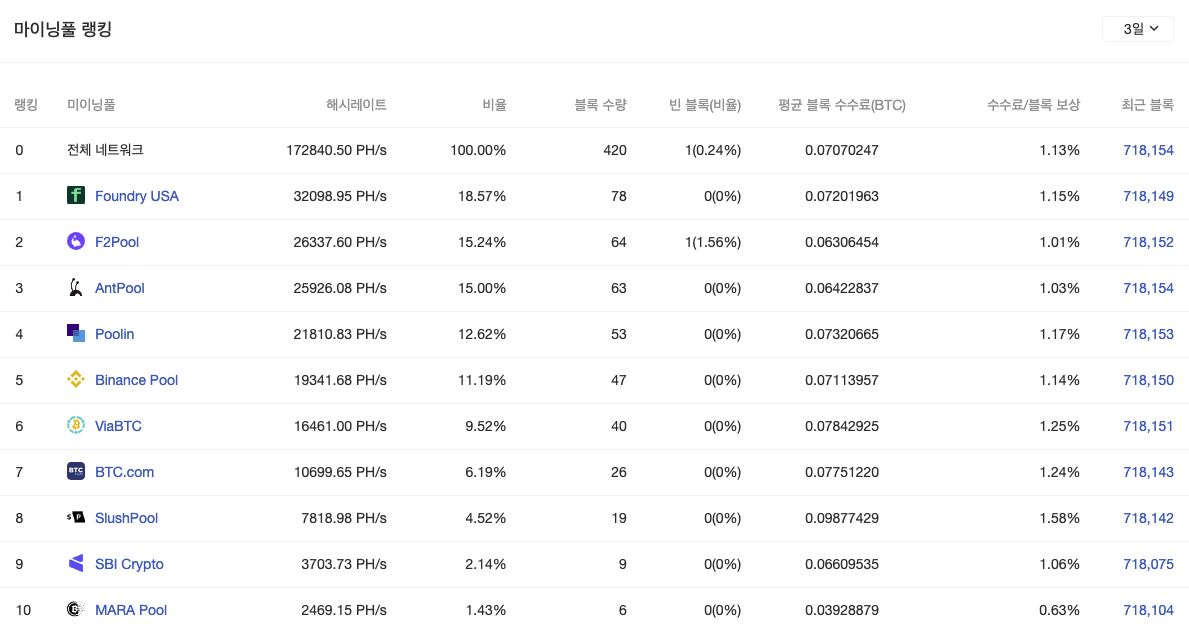 마이닝풀 랭킹
3일
랭킹 미이닝풀 해시레이트 비율 블록 수량 빈 블록(비율) 평균 블록 수수료(BTC) 수수료/블록 보상 최근 블록
0 전체 네트워크 172840.50 PH/s 100.00% 420 1(0.24%) 0.07070247 1.13% 718,154
1 Foundry USA 32098.95 PH/s 18.57% 78 0(0%) 0.07201963 1.15% 718,149
2 F2Pool 26337.60 PH/s 15.24% 64 1(1.56%) 0.06306454 1.01% 718,152
3 AntPool 25926.08 PH/s 15.00% 63 0(0%) 0.06422837 1.03% 718,154
4 Poolin 21810.83 PH/s 12.62% 53 0(0%) 0.07320665 1.17% 718,153
5 Binance Pool 19341.68 PH/s 11.19% 47 0(0%) 0.07113957 1.14% 718,150
6 ViaBTC 16461.00 PH/s 9.52% 40 0(0%) 0.07842925 1.25% 718,151
7 BTC.com 10699.65 PH/s 6.19% 26 0(0%) 0.07751220 1.24% 718,143
8 SlushPool 7818.98 PH/s 4.52% 19 0(0%) 0.09877429 1.58% 718,142
9 SBI Crypto 3703.73 PH/s 2.14% 9 0(0%) 0.06609535 1.06% 718,075
10 MARA Pool 2469.15 PH/s 1.43% 6 0(0%) 0.03928879 0.63% 718,104